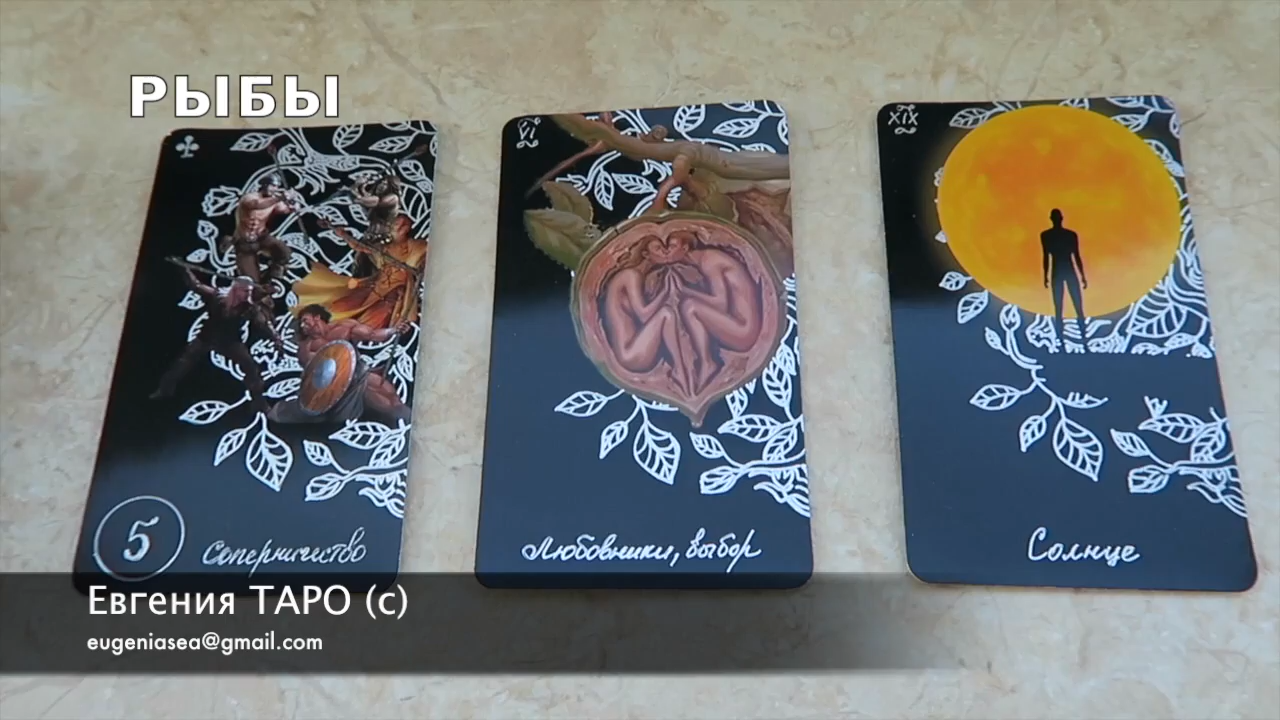 РЫБЫ
VI
XIX
5
Соперничество
Любовники, выбор
Солнце
Евгения ТАРО (с)
eugeniasea@gmail.com